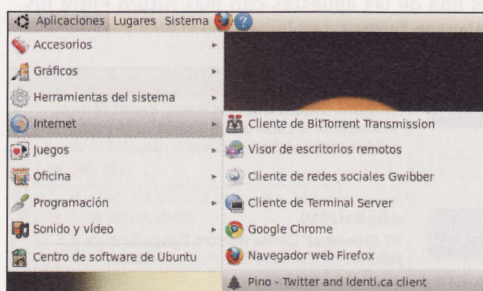 Aplicaciones Lugares Sistema
Accesorios
Gráficos
Herramientas del sistema
Internet
Juegos
Oficina
Programación
Sonido y vídeo
Centro de software de Ubuntu
Cliente de BitTorrent Transmission
Visor de escritorios remotos
Cliente de redes sociales Gwibber
Cliente de Terminal Server
Google Chrome
Navegador web Firefox
Pino - Twitter and Identi.ca client